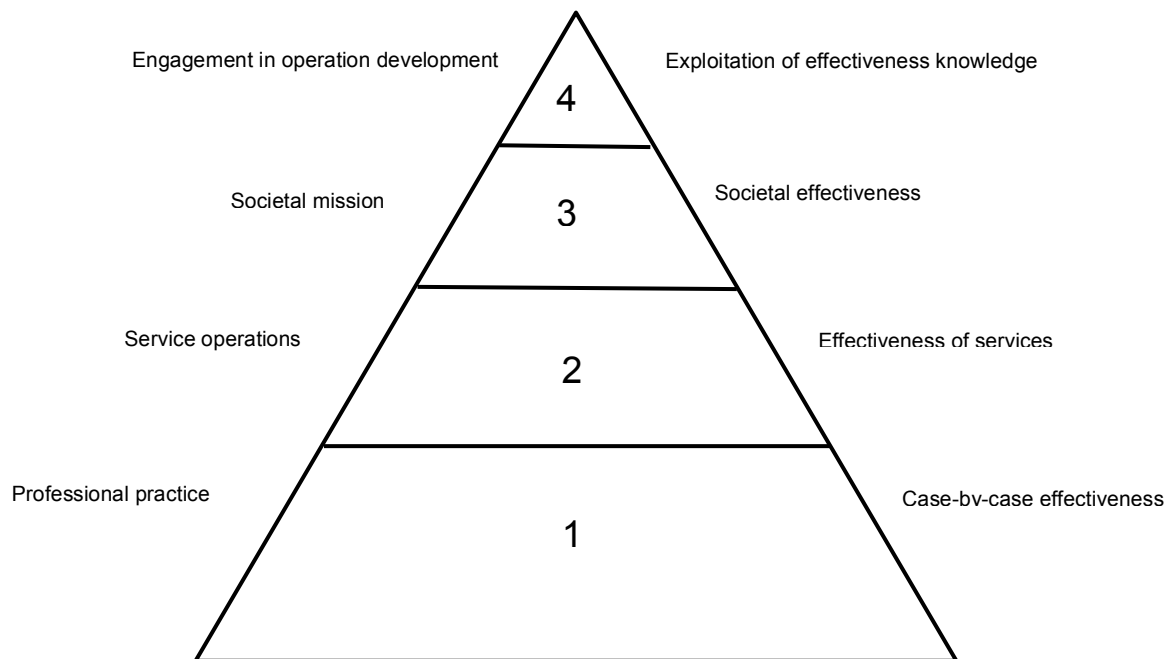 Engagement in operation development
Exploitation of effectiveness knowledge
4
Societal mission
Societal effectiveness
3
Service operations
Effectiveness of services
2
Professional practice
Case-by-case effectiveness
1